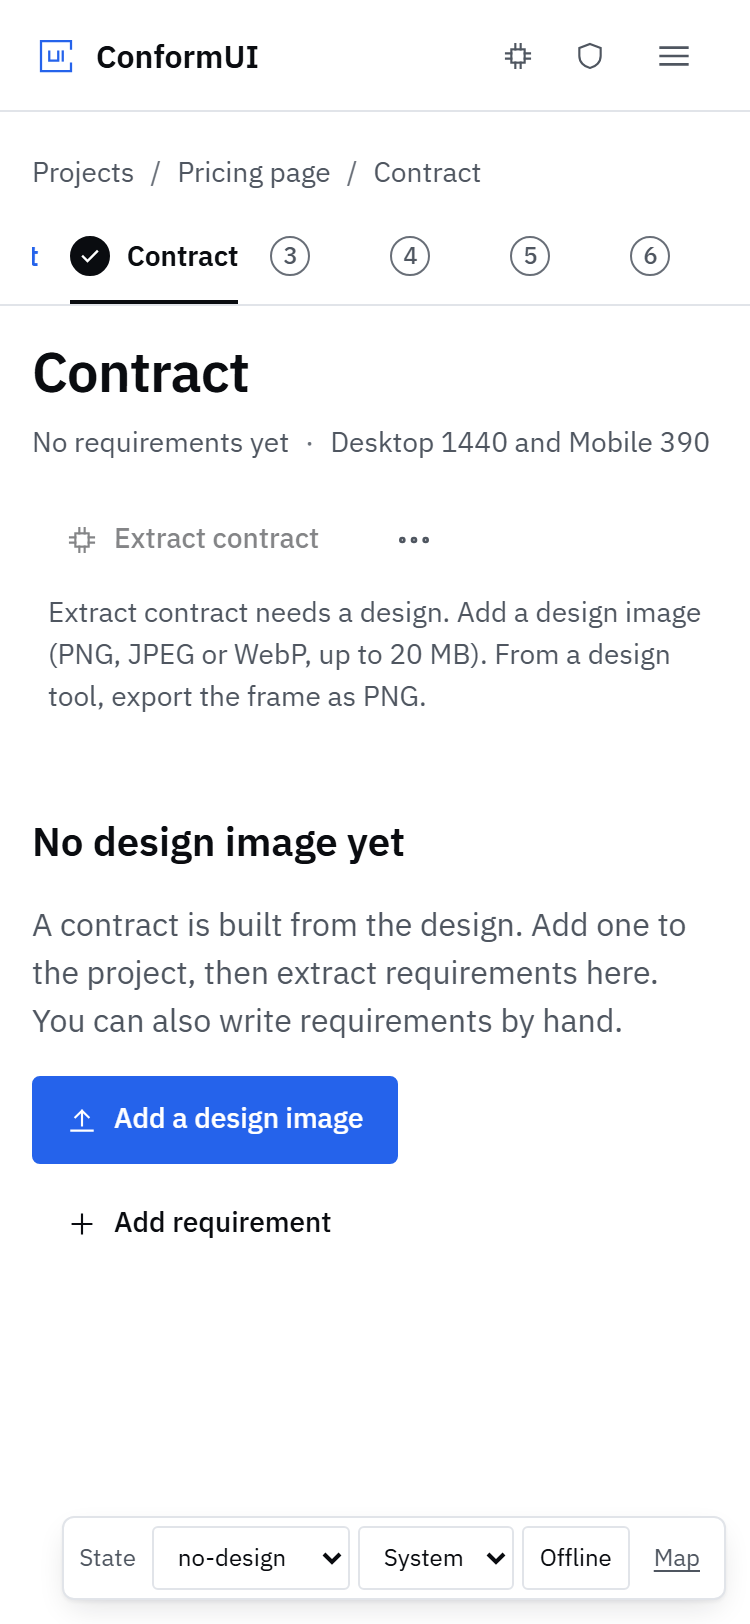 ConformUI
Projects / Pricing page / Contract
t Contract 3 4 5 6
Contract
No requirements yet · Desktop 1440 and Mobile 390
Extract contract
Extract contract needs a design. Add a design image
(PNG, JPEG or WebP, up to 20 MB). From a design
tool, export the frame as PNG.
No design image yet
A contract is built from the design. Add one to
the project, then extract requirements here.
You can also write requirements by hand.
Add a design image
Add requirement
State no-design System Offline Map